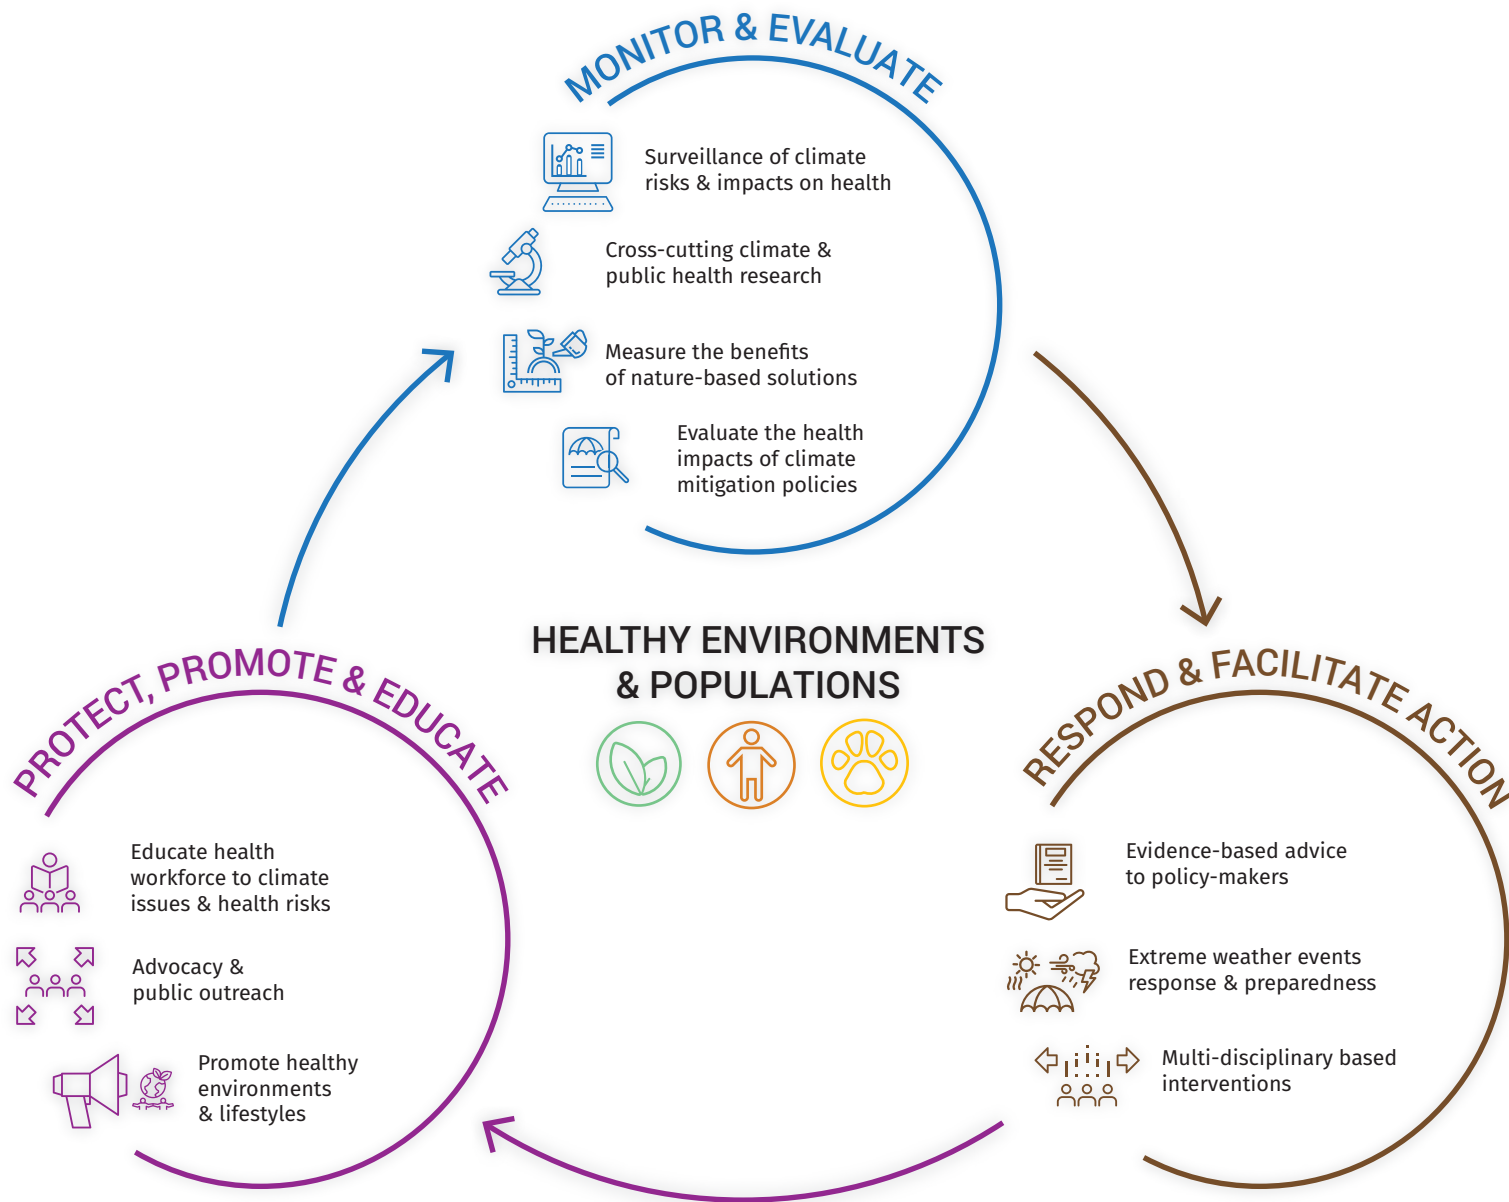 MONITOR & EVALUATE
Surveillance of climate
risks & impacts on health
Cross-cutting climate &
public health research
Measure the benefits
of nature-based solutions
Evaluate the health
impacts of climate
mitigation policies
HEALTHY ENVIRONMENTS
& POPULATIONS
PROTECT, PROMOTE & EDUCATE
Educate health
workforce to climate
issues & health risks
Advocacy &
public outreach
Promote healthy
environments
& lifestyles
RESPOND & FACILITATE ACTION
Evidence-based advice
to policy-makers
Extreme weather events
response & preparedness
Multi-disciplinary based
interventions